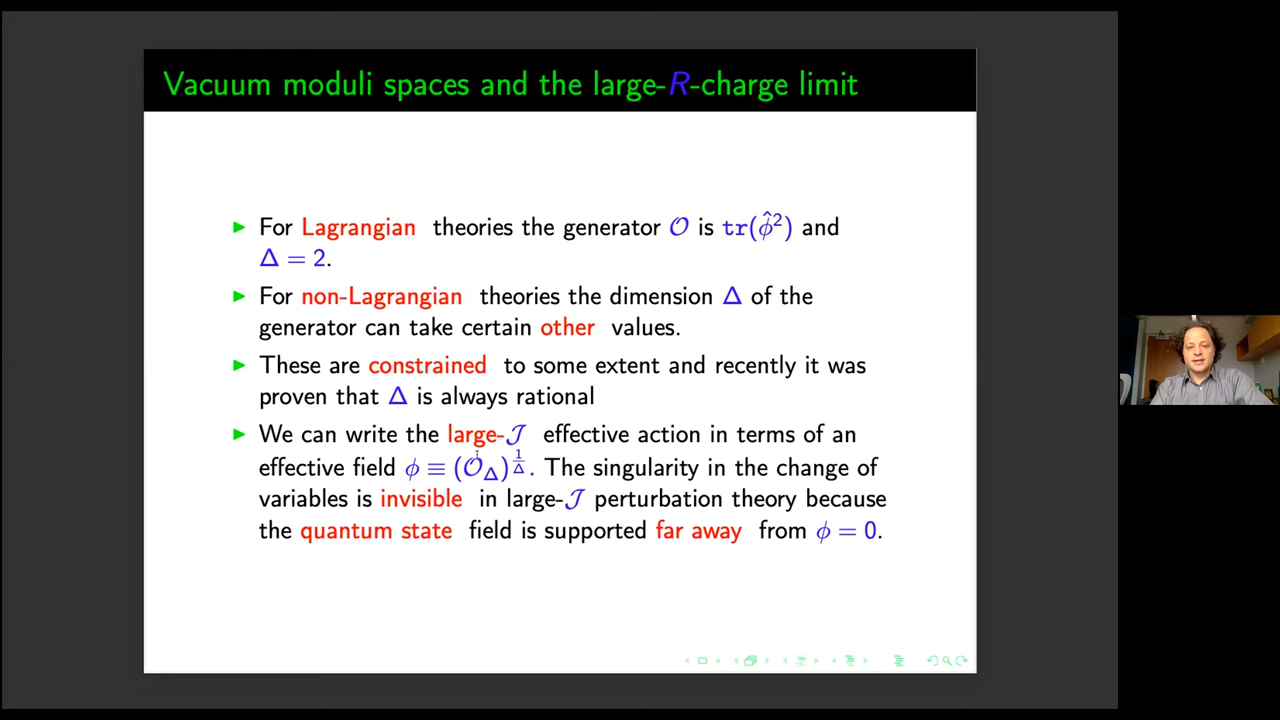 Vacuum moduli spaces and the large-R-charge limit
▶ For Lagrangian theories the generator 𝒪 is tr(φ̂²) and
Δ = 2.
▶ For non-Lagrangian theories the dimension Δ of the
generator can take certain other values.
▶ These are constrained to some extent and recently it was
proven that Δ is always rational
▶ We can write the large-𝒥 effective action in terms of an
effective field ϕ ≡ (𝒪_Δ)^(1/Δ). The singularity in the change of
variables is invisible in large-𝒥 perturbation theory because
the quantum state field is supported far away from ϕ = 0.